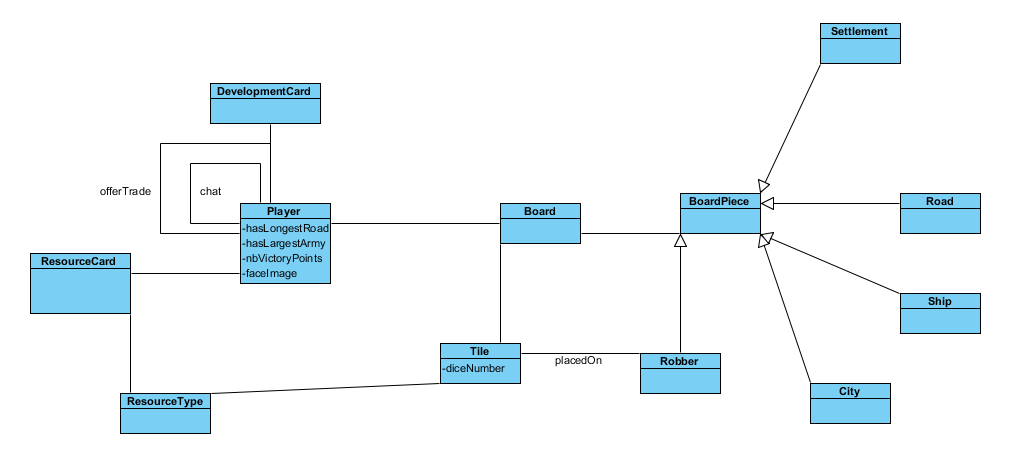 Settlement
DevelopmentCard
offerTrade
chat
Player
-hasLongestRoad
-hasLargestArmy
-nbVictoryPoints
-faceImage
Board
BoardPiece
Road
ResourceCard
Ship
Tile
-diceNumber
placedOn
Robber
City
ResourceType